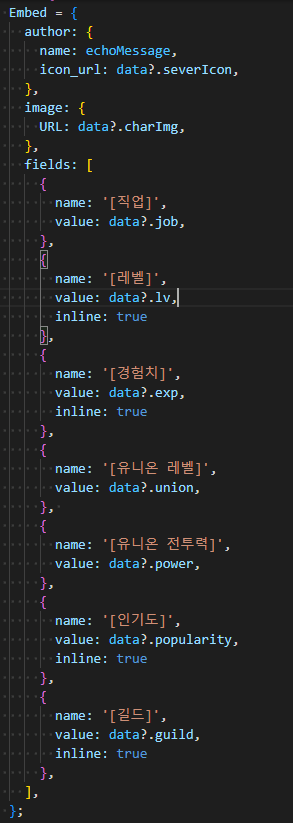 Embed = {
  author: {
    name: echoMessage,
    icon_url: data?.severIcon,
  },
  image: {
    URL: data?.charImg,
  },
  fields: [
    {
      name: '[직업]',
      value: data?.job,
    },
    {
      name: '[레벨]',
      value: data?.lv,
      inline: true
    },
    {
      name: '[경험치]',
      value: data?.exp,
      inline: true
    },
    {
      name: '[유니온 레벨]',
      value: data?.union,
    },
    {
      name: '[유니온 전투력]',
      value: data?.power,
    },
    {
      name: '[인기도]',
      value: data?.popularity,
      inline: true
    },
    {
      name: '[길드]',
      value: data?.guild,
      inline: true
    },
  ],
};